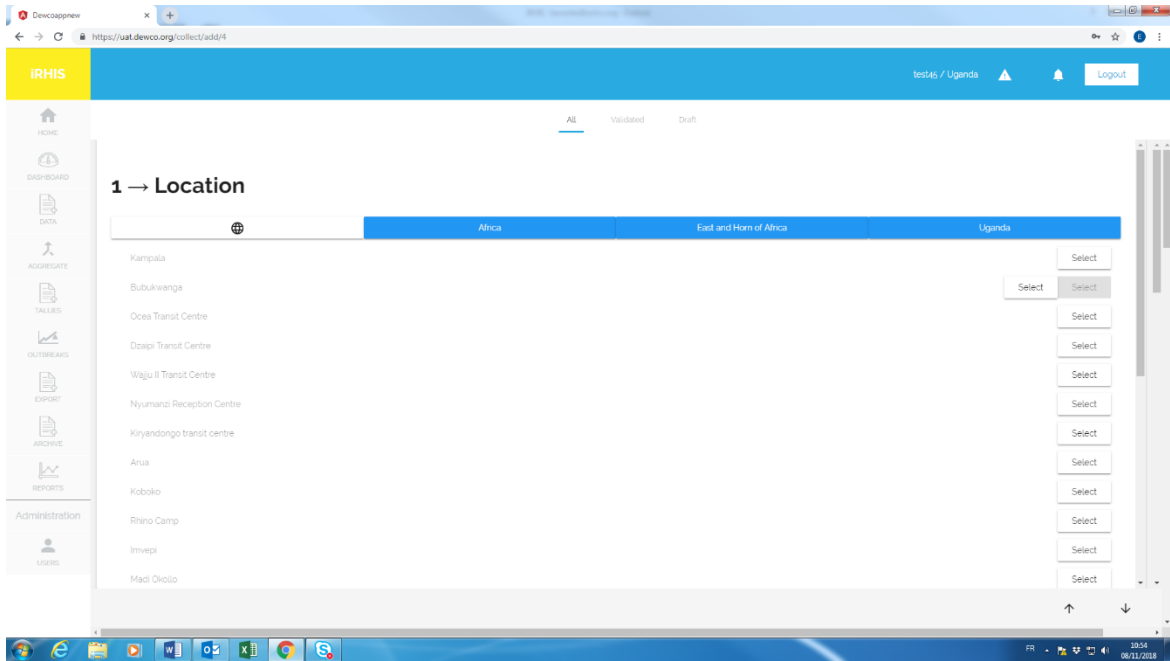 Dewcoappnew
https://uat.dewco.org/collect/add/4
E
iRHIS
test45 / Uganda
Logout
All Validated Draft
HOME
DASHBOARD
DATA
AGGREGATE
TALLIES
OUTBREAKS
EXPORT
ARCHIVE
REPORTS
Administration
USERS
1 → Location
Africa East and Horn of Africa Uganda
Kampala Select
Bubukwanga Select Select
Ocea Transit Centre Select
Dzaipi Transit Centre Select
Wajju II Transit Centre Select
Nyumanzi Reception Centre Select
Kiryandongo transit centre Select
Arua Select
Koboko Select
Rhino Camp Select
Imvepi Select
Madi Okollo Select
FR 10:54
08/11/2018